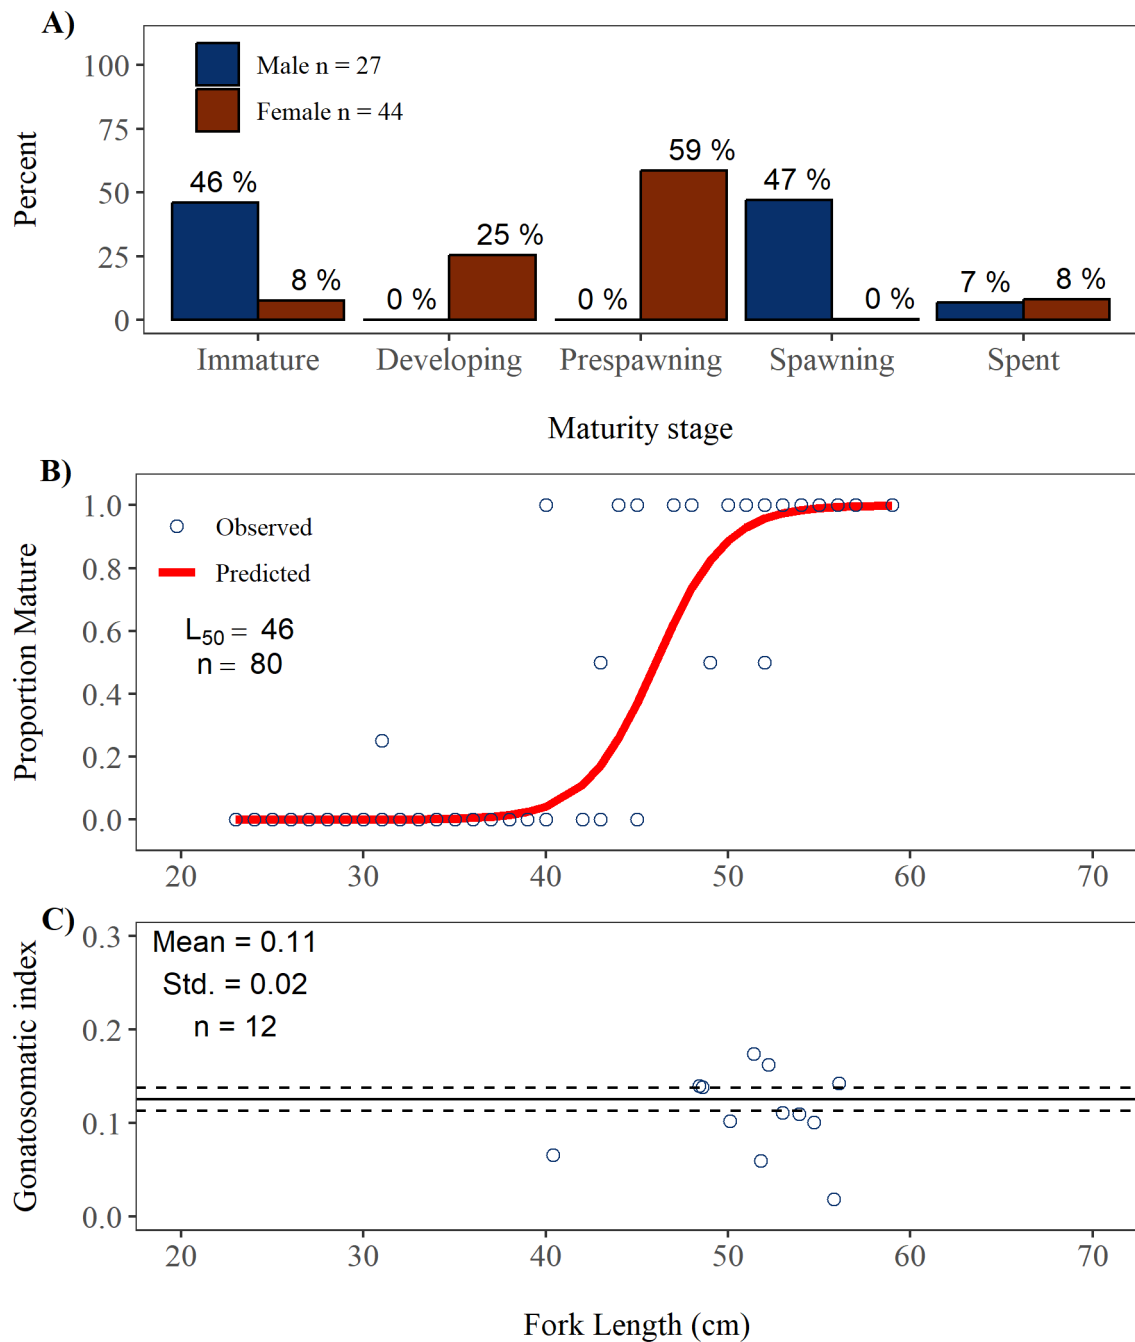 A)
Male n = 27
Female n = 44
100
75
50
25
0
Percent
46 %
8 %
0 %
25 %
0 %
59 %
47 %
0 %
7 %
8 %
Immature Developing Prespawning Spawning Spent
Maturity stage
B)
Observed
Predicted
L50 = 46
n = 80
1.0
0.8
0.6
0.4
0.2
0.0
Proportion Mature
20 30 40 50 60 70
C)
Mean = 0.11
Std. = 0.02
n = 12
0.3
0.2
0.1
0.0
Gonatosomatic index
20 30 40 50 60 70
Fork Length (cm)